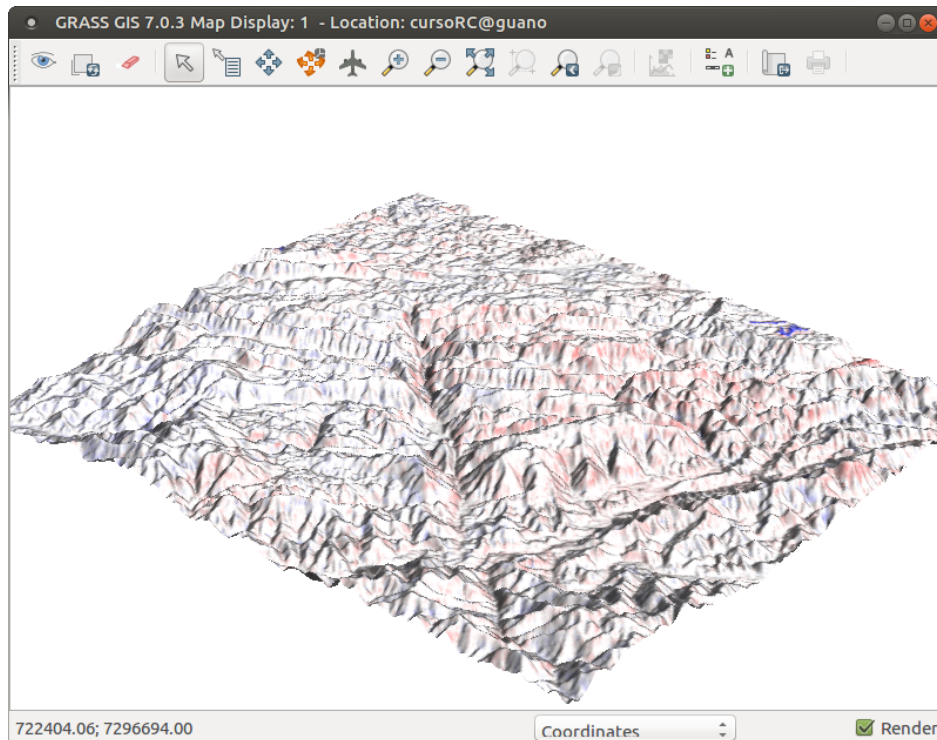 GRASS GIS 7.0.3 Map Display: 1 - Location: cursoRC@guano
A
722404.06; 7296694.00
Coordinates
Render